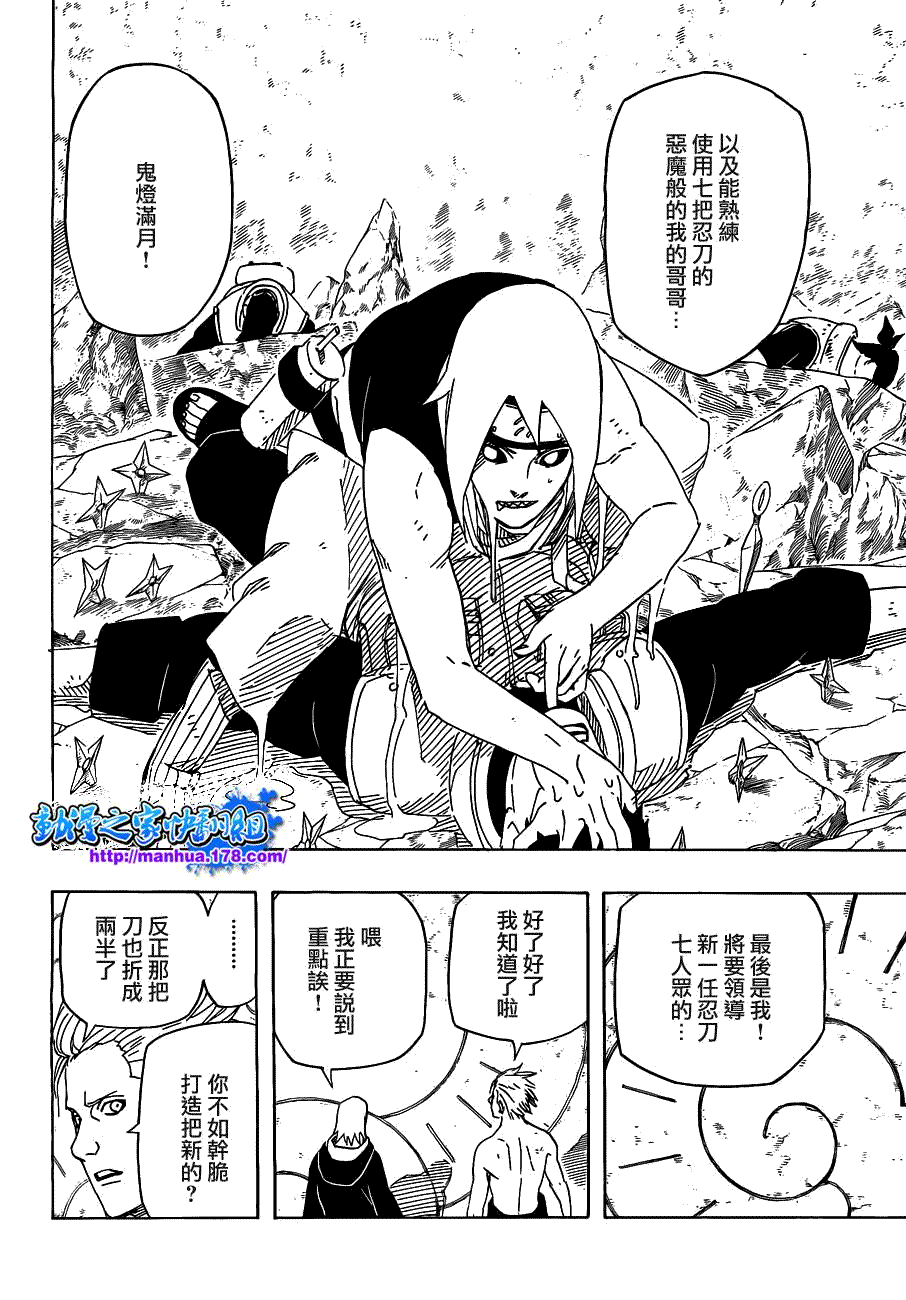 以及能熟練
使用七把忍刀的
惡魔般的我的哥哥…
鬼燈滿月！
動漫之家快翻組
http://manhua.178.com/
最後是我！
將要領導
新一任忍刀
七人眾的…
好了好了
我知道了啦
喂
我正要説到
重點誒！
………
反正那把
刀也折成
兩半了
你不如幹脆
打造把新的？